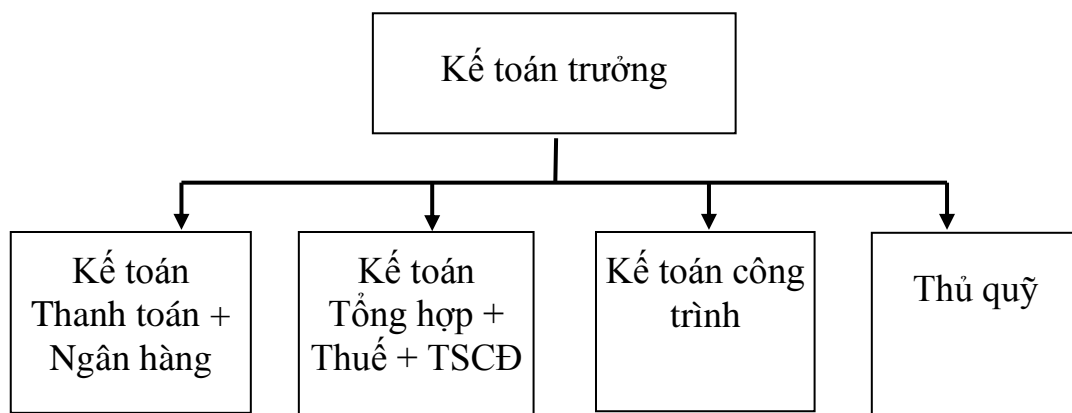 Kế toán trưởng
Kế toán
Thanh toán +
Ngân hàng
Kế toán
Tổng hợp +
Thuế + TSCĐ
Kế toán công
trình
Thủ quỹ